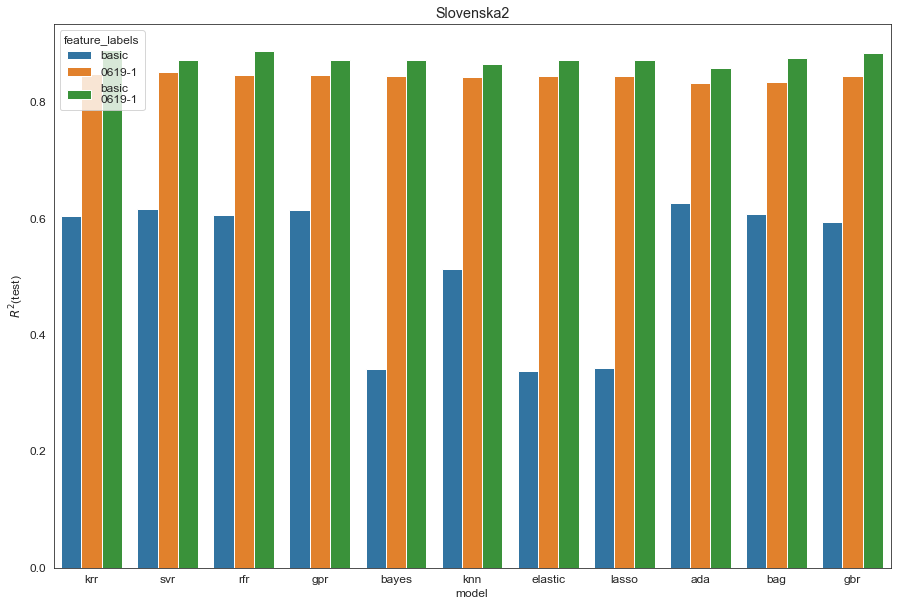 Slovenska2
feature_labels
basic
0619-1
basic
0619-1
R²(test)
0.8
0.6
0.4
0.2
0.0
krr svr rfr gpr bayes knn elastic lasso ada bag gbr
model